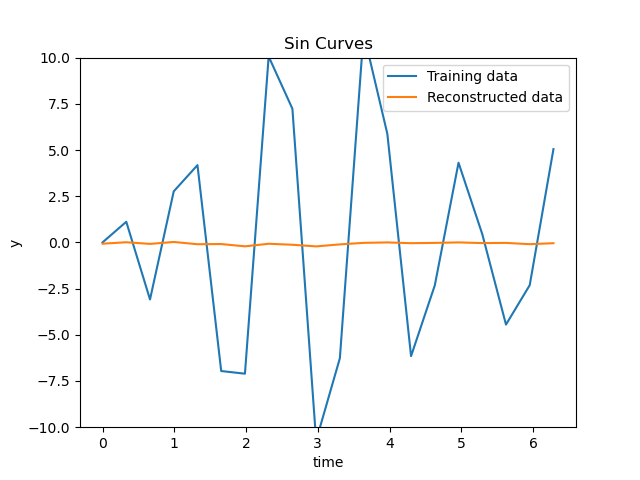 Sin Curves
Training data
Reconstructed data
10.0
7.5
5.0
2.5
0.0
−2.5
−5.0
−7.5
−10.0
y
0 1 2 3 4 5 6
time